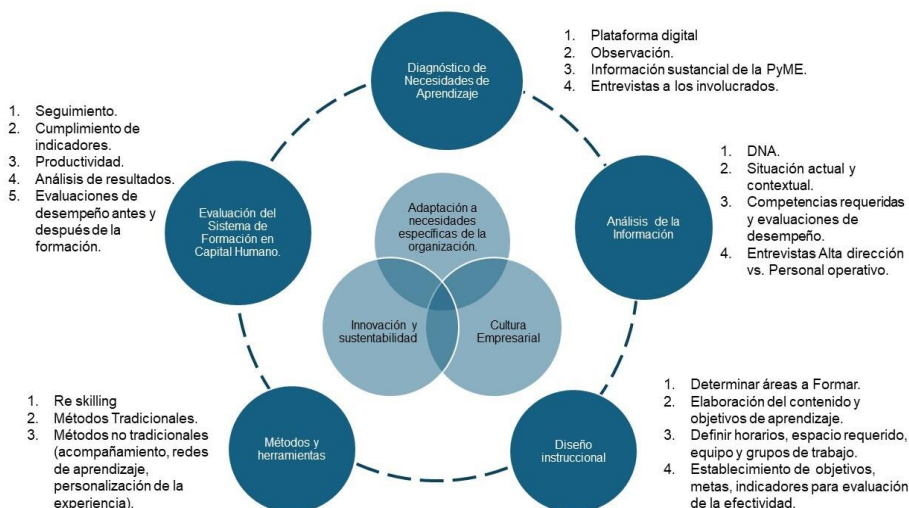 Diagnóstico de
Necesidades de
Aprendizaje
1. Plataforma digital
2. Observación.
3. Información sustancial de la PyME.
4. Entrevistas a los involucrados.
Análisis de la
Información
1. DNA.
2. Situación actual y
contextual.
3. Competencias requeridas
y evaluaciones de
desempeño.
4. Entrevistas Alta dirección
vs. Personal operativo.
Diseño
instruccional
1. Determinar áreas a Formar.
2. Elaboración del contenido y
objetivos de aprendizaje.
3. Definir horarios, espacio requerido,
equipo y grupos de trabajo.
4. Establecimiento de objetivos,
metas, indicadores para evaluación
de la efectividad.
Métodos y
herramientas
1. Re skilling
2. Métodos Tradicionales.
3. Métodos no tradicionales
(acompañamiento, redes
de aprendizaje,
personalización de la
experiencia).
Evaluación del
Sistema de
Formación en
Capital Humano.
1. Seguimiento.
2. Cumplimiento de
indicadores.
3. Productividad.
4. Análisis de resultados.
5. Evaluaciones de
desempeño antes y
después de la
formación.
Adaptación a
necesidades
específicas de la
organización.
Innovación y
sustentabilidad
Cultura
Empresarial